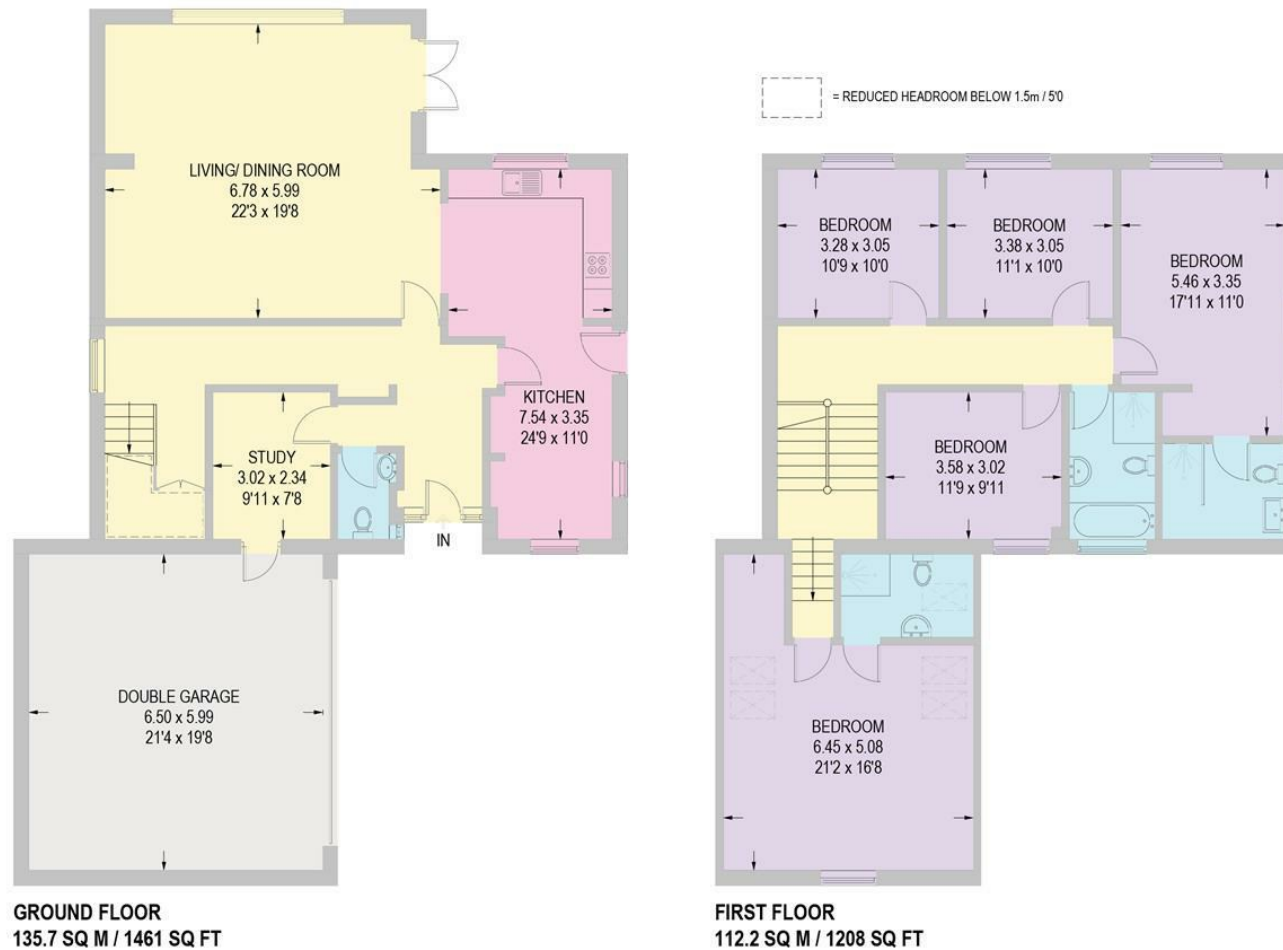 = REDUCED HEADROOM BELOW 1.5m / 5'0
LIVING/ DINING ROOM
6.78 x 5.99
22'3 x 19'8
KITCHEN
7.54 x 3.35
24'9 x 11'0
STUDY
3.02 x 2.34
9'11 x 7'8
IN
DOUBLE GARAGE
6.50 x 5.99
21'4 x 19'8
GROUND FLOOR
135.7 SQ M / 1461 SQ FT
BEDROOM
3.28 x 3.05
10'9 x 10'0
BEDROOM
3.38 x 3.05
11'1 x 10'0
BEDROOM
5.46 x 3.35
17'11 x 11'0
BEDROOM
3.58 x 3.02
11'9 x 9'11
BEDROOM
6.45 x 5.08
21'2 x 16'8
FIRST FLOOR
112.2 SQ M / 1208 SQ FT